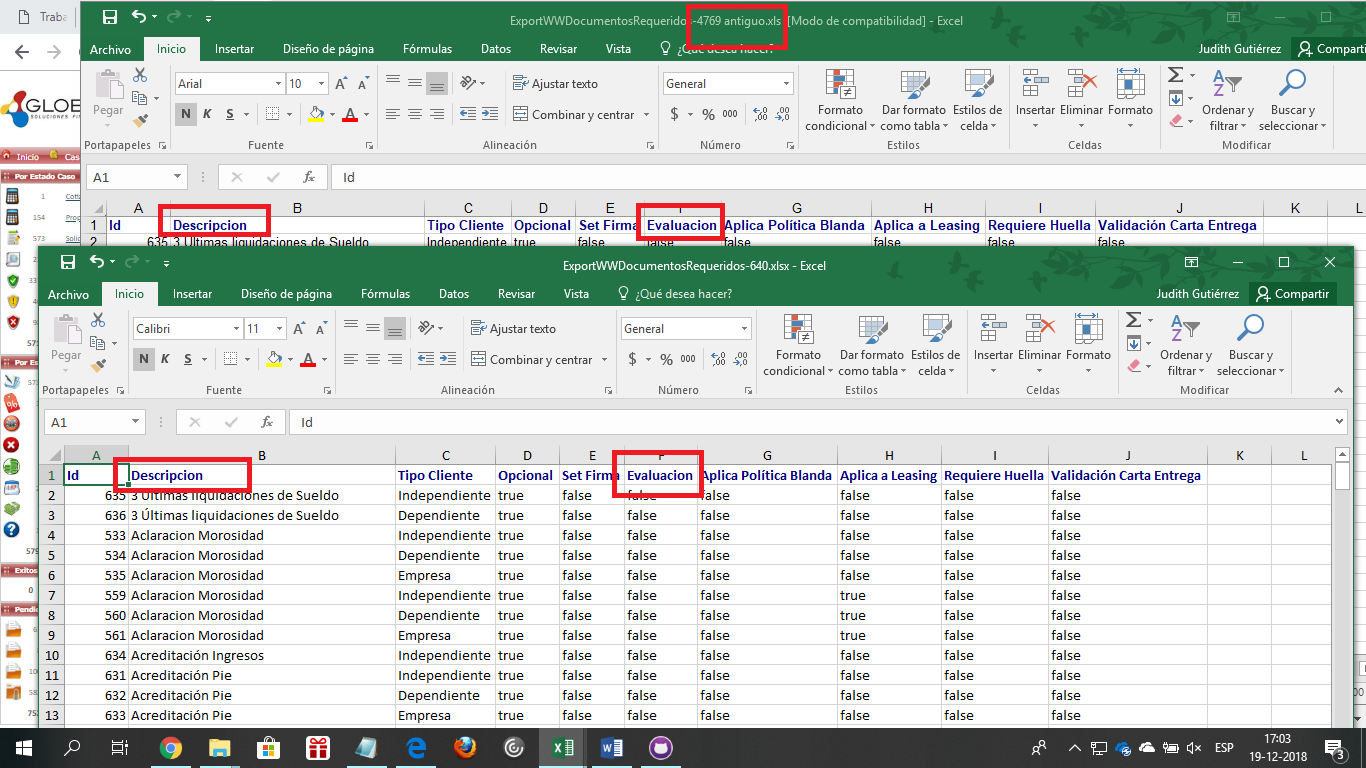 Traba
ExportWWDocumentosRequeridos-4769 antiguo.xls [Modo de compatibilidad] - Excel
Archivo Inicio Insertar Diseño de página Fórmulas Datos Revisar Vista ¿Qué desea hacer? Judith Gutiérrez Comparti
Pegar Arial 10 Ajustar texto General Formato condicional Dar formato como tabla Estilos de celda Insertar Eliminar Formato Ordenar y filtrar Buscar y seleccionar
N K S Combinar y centrar $ % 000
Portapapeles Fuente Alineación Número Estilos Celdas Modificar
GLOB
SOLUCIONES
Inicio Cas
Por Estado Caso
1
154
573
A1 fx Id
A B C D E F G H I J K L
1 Id Descripcion Tipo Cliente Opcional Set Firma Evaluacion Aplica Política Blanda Aplica a Leasing Requiere Huella Validación Carta Entrega
2 635 3 Últimas liquidaciones de Sueldo Independiente true false false false false false false
ExportWWDocumentosRequeridos-640.xlsx - Excel
Archivo Inicio Insertar Diseño de página Fórmulas Datos Revisar Vista ¿Qué desea hacer? Judith Gutiérrez Compartir
Pegar Calibri 11 Ajustar texto General Formato condicional Dar formato como tabla Estilos de celda Insertar Eliminar Formato Ordenar y filtrar Buscar y seleccionar
N K S Combinar y centrar $ % 000
Portapapeles Fuente Alineación Número Estilos Celdas Modificar
A1 fx Id
A B C D E F G H I J K L
1 Id Descripcion Tipo Cliente Opcional Set Firma Evaluacion Aplica Política Blanda Aplica a Leasing Requiere Huella Validación Carta Entrega
2 635 3 Últimas liquidaciones de Sueldo Independiente true false false false false false false
3 636 3 Últimas liquidaciones de Sueldo Dependiente true false false false false false false
4 533 Aclaracion Morosidad Independiente true false false false false false false
5 534 Aclaracion Morosidad Dependiente true false false false false false false
6 535 Aclaracion Morosidad Empresa true false false false false false false
7 559 Aclaracion Morosidad Independiente true false false false true false false
8 560 Aclaracion Morosidad Dependiente true false false false true false false
9 561 Aclaracion Morosidad Empresa true false false false true false false
10 634 Acreditación Ingresos Independiente true false false false false false false
11 631 Acreditación Pie Independiente true false false false false false false
12 632 Acreditación Pie Dependiente true false false false false false false
13 633 Acreditación Pie Empresa true false false false false false false
Por Es
Exitos
0
Pendie
ESP 17:03
19-12-2018
3